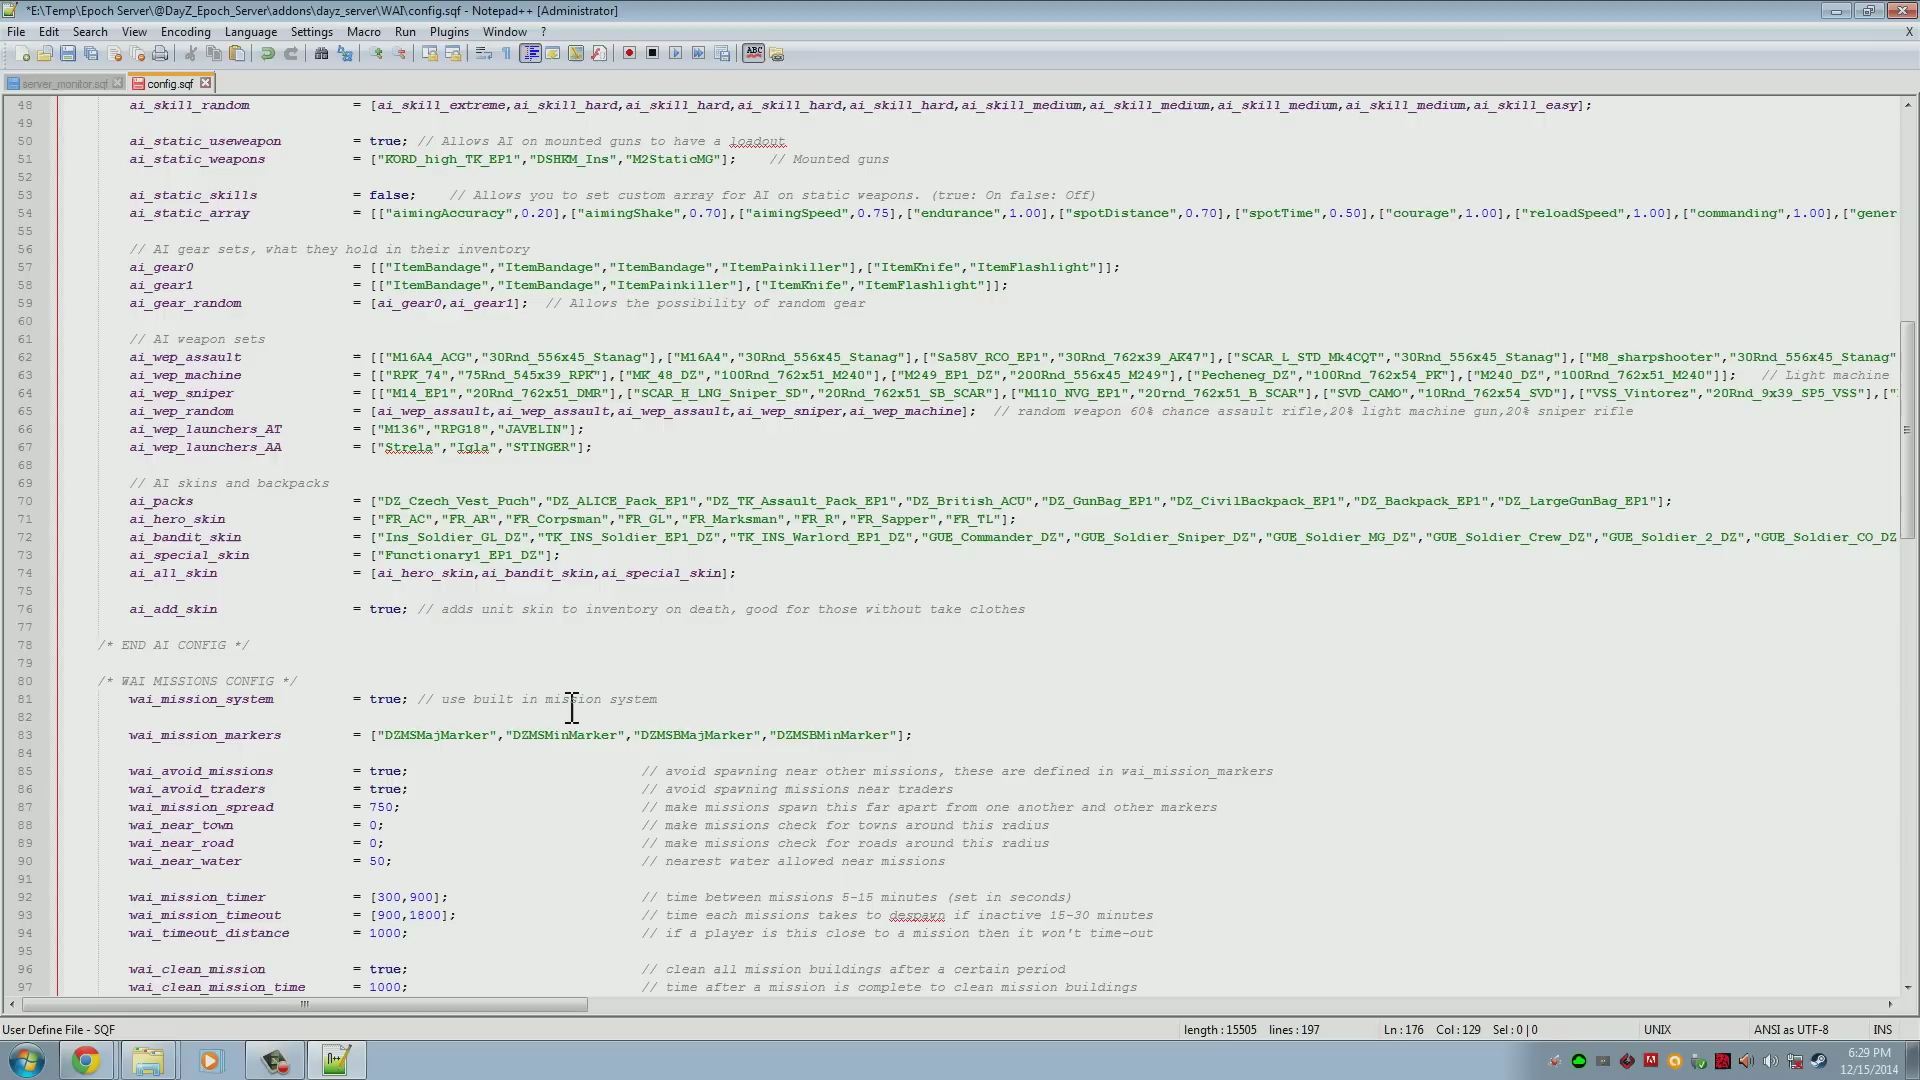 *E:\Temp\Epoch Server\@DayZ_Epoch_Server\addons\dayz_server\WAI\config.sqf - Notepad++ [Administrator]
File Edit Search View Encoding Language Settings Macro Run Plugins Window ? X
server_monitor.sqf config.sqf
48 ai_skill_random = [ai_skill_extreme,ai_skill_hard,ai_skill_hard,ai_skill_hard,ai_skill_hard,ai_skill_medium,ai_skill_medium,ai_skill_medium,ai_skill_medium,ai_skill_easy];
49
50 ai_static_useweapon = true; // Allows AI on mounted guns to have a loadout
51 ai_static_weapons = ["KORD_high_TK_EP1","DSHKM_Ins","M2StaticMG"]; // Mounted guns
52
53 ai_static_skills = false; // Allows you to set custom array for AI on static weapons. (true: On false: Off)
54 ai_static_array = [["aimingAccuracy",0.20],["aimingShake",0.70],["aimingSpeed",0.75],["endurance",1.00],["spotDistance",0.70],["spotTime",0.50],["courage",1.00],["reloadSpeed",1.00],["commanding",1.00],["gener
55
56 // AI gear sets, what they hold in their inventory
57 ai_gear0 = [["ItemBandage","ItemBandage","ItemBandage","ItemPainkiller"],["ItemKnife","ItemFlashlight"]];
58 ai_gear1 = [["ItemBandage","ItemBandage","ItemPainkiller"],["ItemKnife","ItemFlashlight"]];
59 ai_gear_random = [ai_gear0,ai_gear1]; // Allows the possibility of random gear
60
61 // AI weapon sets
62 ai_wep_assault = [["M16A4_ACG","30Rnd_556x45_Stanag"],["M16A4","30Rnd_556x45_Stanag"],["Sa58V_RCO_EP1","30Rnd_762x39_AK47"],["SCAR_L_STD_Mk4CQT","30Rnd_556x45_Stanag"],["M8_sharpshooter","30Rnd_556x45_Stanag"
63 ai_wep_machine = [["RPK_74","75Rnd_545x39_RPK"],["MK_48_DZ","100Rnd_762x51_M240"],["M249_EP1_DZ","200Rnd_556x45_M249"],["Pecheneg_DZ","100Rnd_762x54_PK"],["M240_DZ","100Rnd_762x51_M240"]]; // Light machine
64 ai_wep_sniper = [["M14_EP1","20Rnd_762x51_DMR"],["SCAR_H_LNG_Sniper_SD","20Rnd_762x51_SB_SCAR"],["M110_NVG_EP1","20rnd_762x51_B_SCAR"],["SVD_CAMO","10Rnd_762x54_SVD"],["VSS_Vintorez","20Rnd_9x39_SP5_VSS"],["
65 ai_wep_random = [ai_wep_assault,ai_wep_assault,ai_wep_assault,ai_wep_sniper,ai_wep_machine]; // random weapon 60% chance assault rifle,20% light machine gun,20% sniper rifle
66 ai_wep_launchers_AT = ["M136","RPG18","JAVELIN"];
67 ai_wep_launchers_AA = ["Strela","Igla","STINGER"];
68
69 // AI skins and backpacks
70 ai_packs = ["DZ_Czech_Vest_Puch","DZ_ALICE_Pack_EP1","DZ_TK_Assault_Pack_EP1","DZ_British_ACU","DZ_GunBag_EP1","DZ_CivilBackpack_EP1","DZ_Backpack_EP1","DZ_LargeGunBag_EP1"];
71 ai_hero_skin = ["FR_AC","FR_AR","FR_Corpsman","FR_GL","FR_Marksman","FR_R","FR_Sapper","FR_TL"];
72 ai_bandit_skin = ["Ins_Soldier_GL_DZ","TK_INS_Soldier_EP1_DZ","TK_INS_Warlord_EP1_DZ","GUE_Commander_DZ","GUE_Soldier_Sniper_DZ","GUE_Soldier_MG_DZ","GUE_Soldier_Crew_DZ","GUE_Soldier_2_DZ","GUE_Soldier_CO_DZ
73 ai_special_skin = ["Functionary1_EP1_DZ"];
74 ai_all_skin = [ai_hero_skin,ai_bandit_skin,ai_special_skin];
75
76 ai_add_skin = true; // adds unit skin to inventory on death, good for those without take clothes
77
78 /* END AI CONFIG */
79
80 /* WAI MISSIONS CONFIG */
81 wai_mission_system = true; // use built in mission system
82
83 wai_mission_markers = ["DZMSMajMarker","DZMSMinMarker","DZMSBMajMarker","DZMSBMinMarker"];
84
85 wai_avoid_missions = true; // avoid spawning near other missions, these are defined in wai_mission_markers
86 wai_avoid_traders = true; // avoid spawning missions near traders
87 wai_mission_spread = 750; // make missions spawn this far apart from one another and other markers
88 wai_near_town = 0; // make missions check for towns around this radius
89 wai_near_road = 0; // make missions check for roads around this radius
90 wai_near_water = 50; // nearest water allowed near missions
91
92 wai_mission_timer = [300,900]; // time between missions 5-15 minutes (set in seconds)
93 wai_mission_timeout = [900,1800]; // time each missions takes to despawn if inactive 15-30 minutes
94 wai_timeout_distance = 1000; // if a player is this close to a mission then it won't time-out
95
96 wai_clean_mission = true; // clean all mission buildings after a certain period
97 wai_clean_mission_time = 1000; // time after a mission is complete to clean mission buildings
User Define File - SQF length : 15505 lines : 197 Ln : 176 Col : 129 Sel : 0 | 0 UNIX ANSI as UTF-8 INS
6:29 PM
12/15/2014